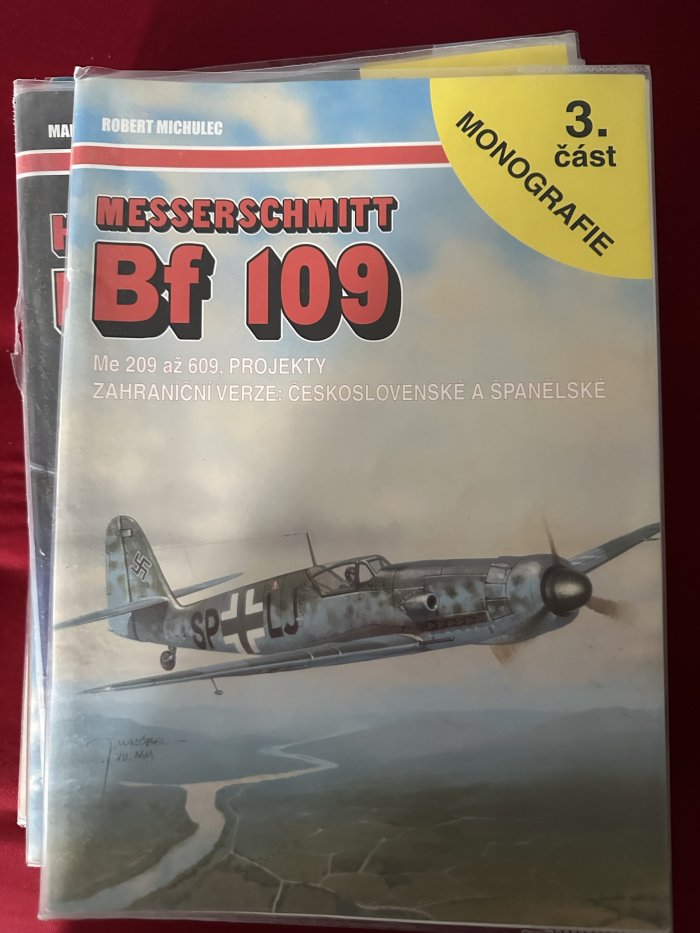 ROBERT MICHULEC
3.
část
MONOGRAFIE
MESSERSCHMITT
Bf 109
Me 209 až 609. PROJEKTY
ZAHRANIČNÍ VERZE: ČESKOSLOVENSKÉ A ŠPANĚLSKÉ
SP LJ